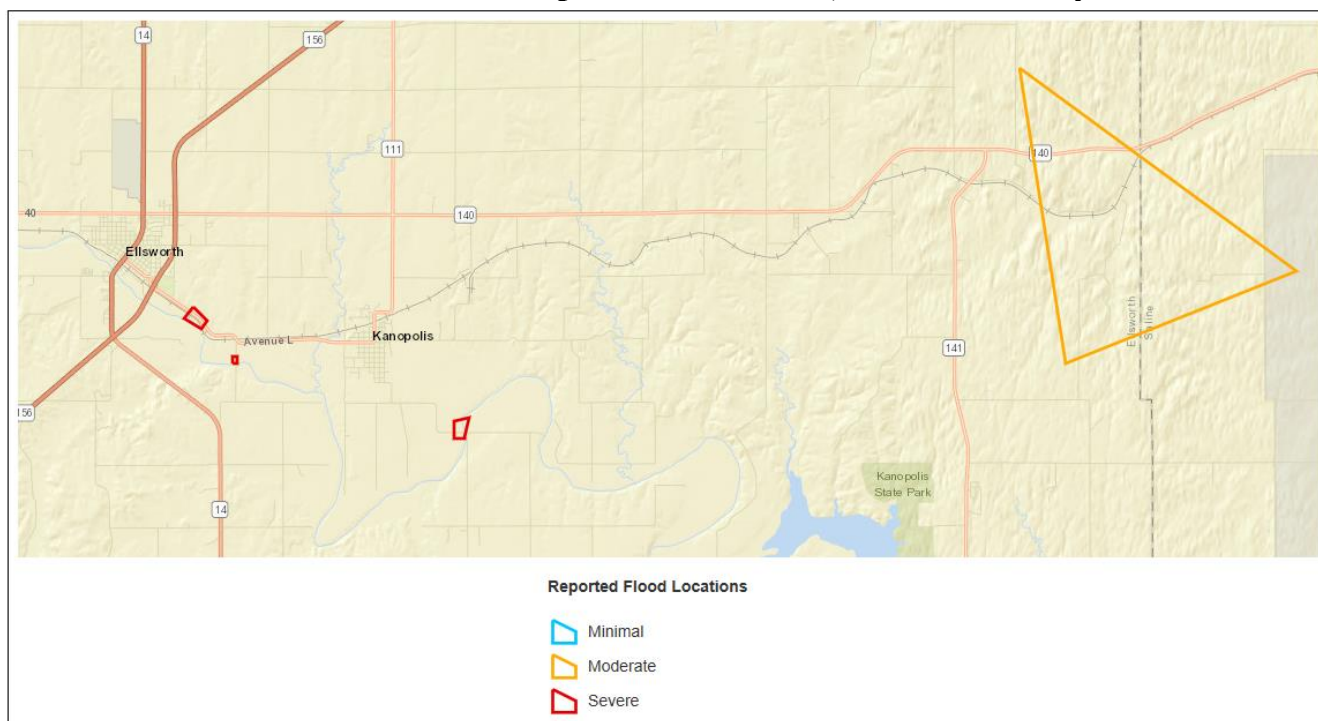 14
156
111
140
40
140
Ellsworth
Avenue L
Kanopolis
141
Ellsworth
Saline
156
14
Kanopolis
State Park
Reported Flood Locations
Minimal
Moderate
Severe